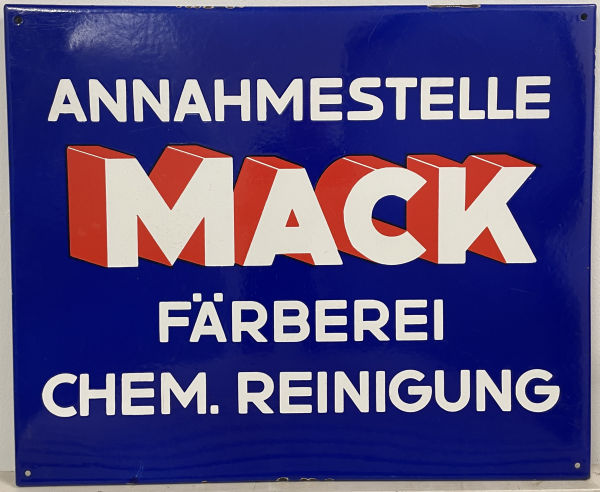 ANNAHMESTELLE
MACK
FÄRBEREI
CHEM. REINIGUNG